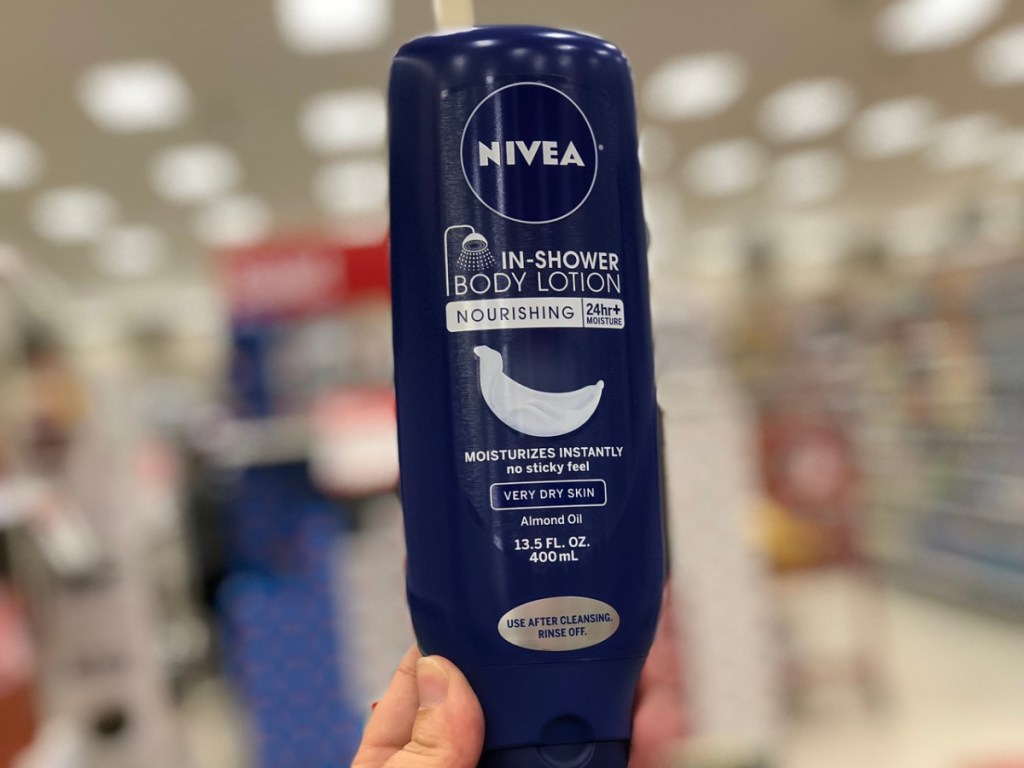 NIVEA
IN-SHOWER
BODY LOTION
NOURISHING 24hr+ MOISTURE
MOISTURIZES INSTANTLY
no sticky feel
VERY DRY SKIN
Almond Oil
13.5 FL. OZ.
400 mL
USE AFTER CLEANSING.
RINSE OFF.